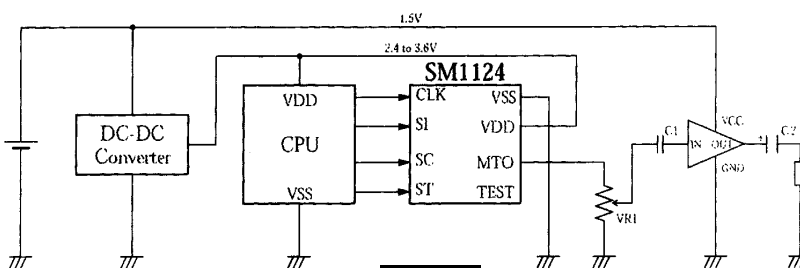 1.5V
2.4 to 3.6V
SM1124
CLK
VSS
VDD
SI
VDD
DC-DC
Converter
CPU
SC
MTO
VSS
ST
TEST
VR1
C1
VCC
C2
IN
OUT
+
GND